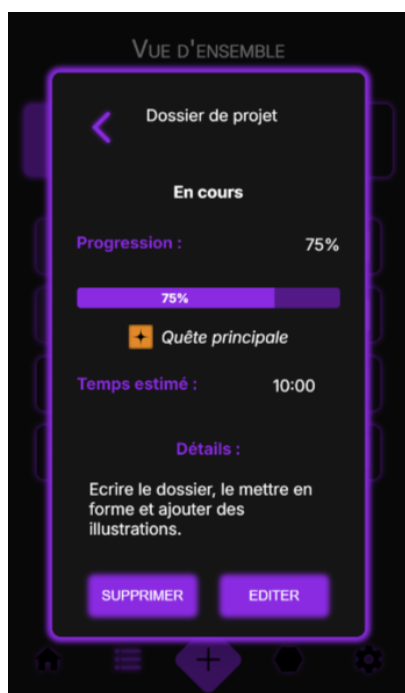 VUE D'ENSEMBLE
Dossier de projet
En cours
Progression : 75%
75%
Quête principale
Temps estimé : 10:00
Détails :
Ecrire le dossier, le mettre en
forme et ajouter des
illustrations.
SUPPRIMER EDITER